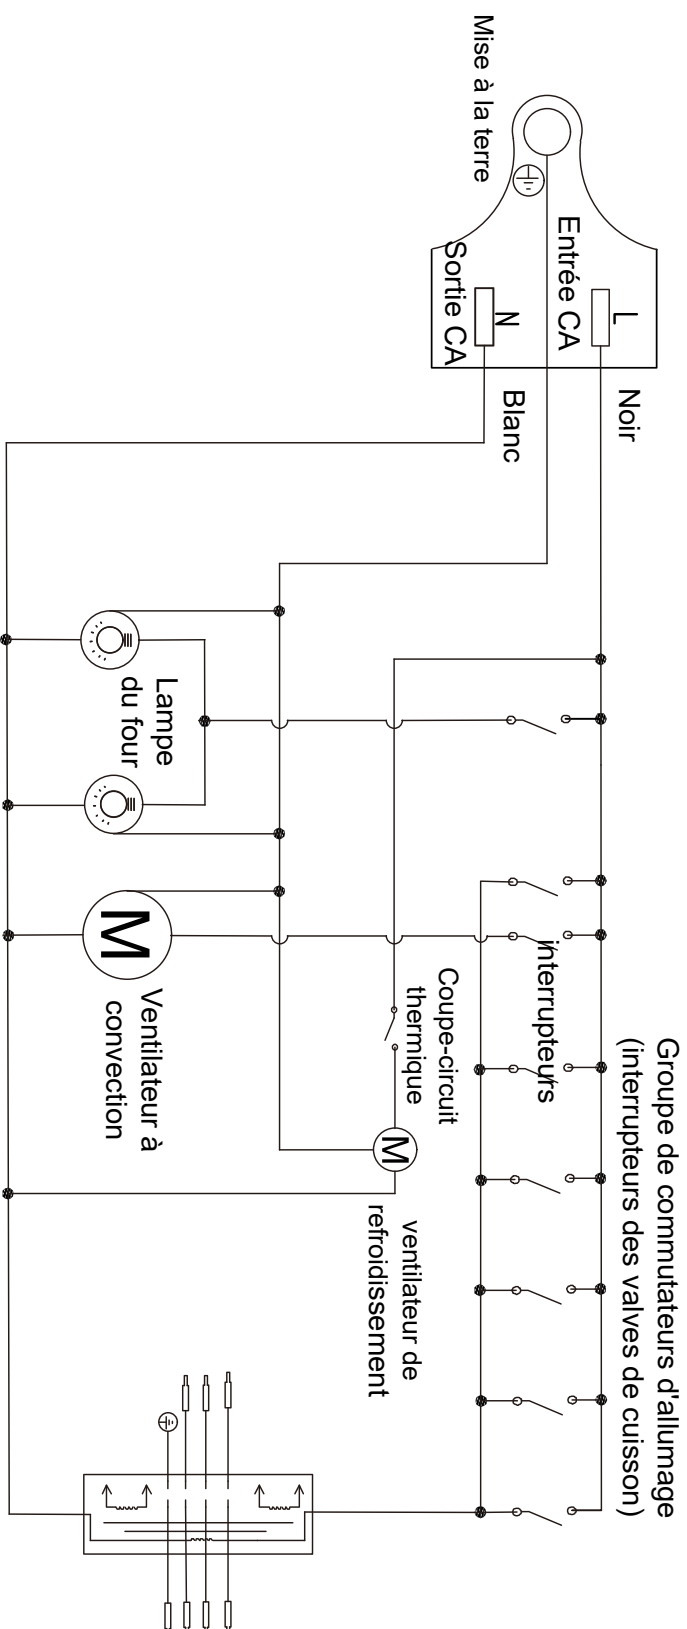 Mise à la terre
L
Entrée CA
N
Sortie CA
Noir
Blanc
Lampe
du four
M
Ventilateur à
convection
Coupe-circuit
thermique
M
ventilateur de
refroidissement
interrupteurs
Groupe de commutateurs d'allumage
(interrupteurs des valves de cuisson)